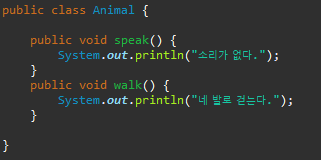 public class Animal {
public void speak() {
System.out.println("소리가 없다.");
}
public void walk() {
System.out.println("네 발로 걷는다.");
}
}